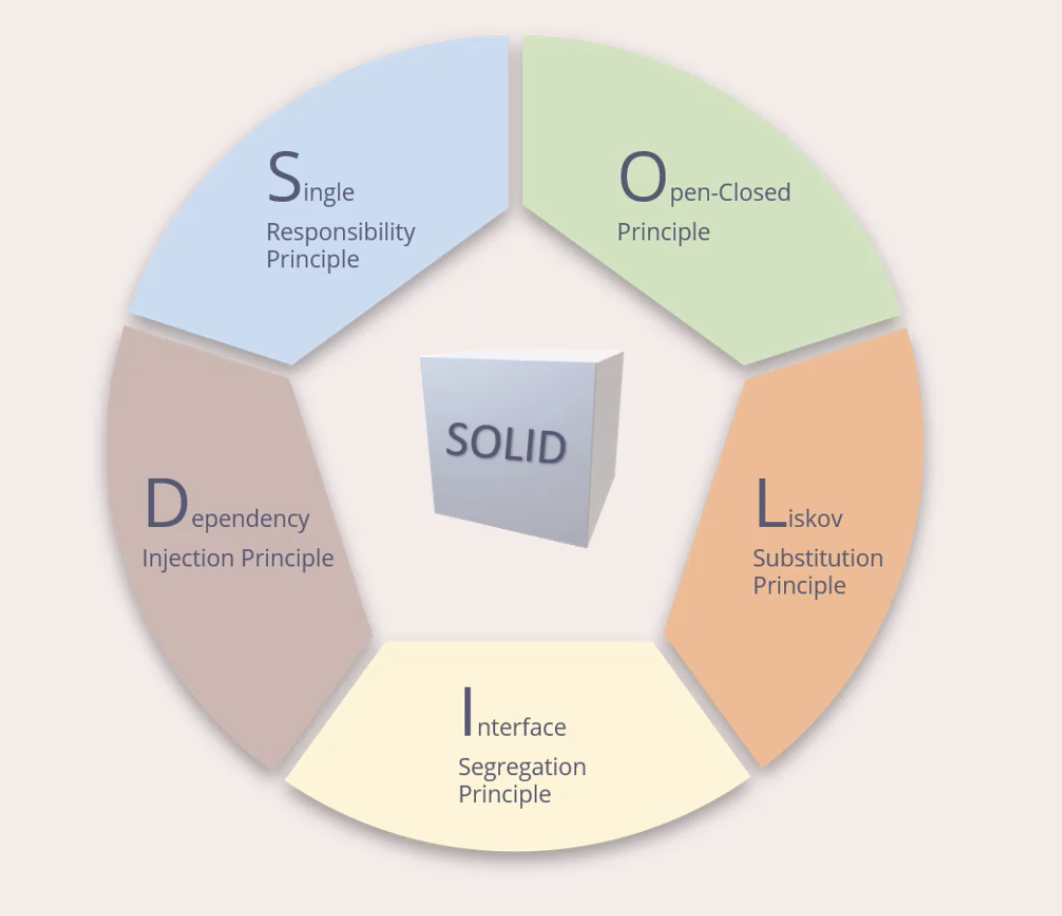 Single
Responsibility
Principle
Open-Closed
Principle
SOLID
Dependency
Injection Principle
Liskov
Substitution
Principle
Interface
Segregation
Principle